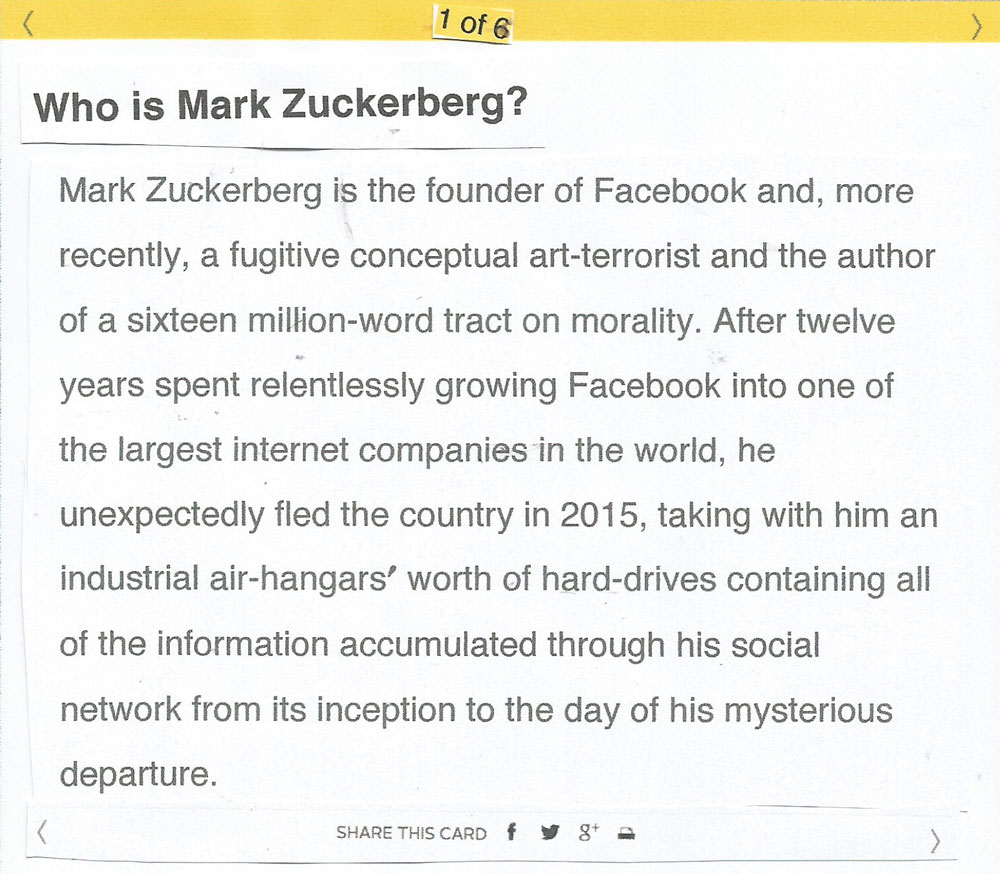 1 of 6
Who is Mark Zuckerberg?
Mark Zuckerberg is the founder of Facebook and, more
recently, a fugitive conceptual art-terrorist and the author
of a sixteen million-word tract on morality. After twelve
years spent relentlessly growing Facebook into one of
the largest internet companies in the world, he
unexpectedly fled the country in 2015, taking with him an
industrial air-hangars' worth of hard-drives containing all
of the information accumulated through his social
network from its inception to the day of his mysterious
departure.
SHARE THIS CARD f g+